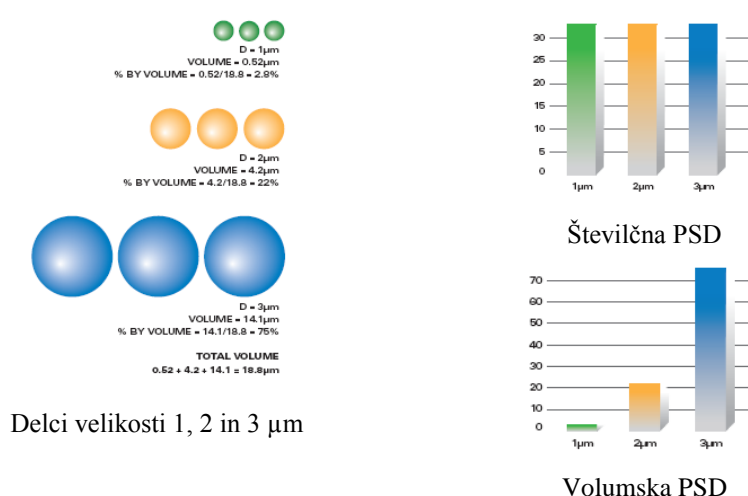 D = 1µm
VOLUME = 0.52µm
% BY VOLUME = 0.52/18.8 = 2.8%
D = 2µm
VOLUME = 4.2µm
% BY VOLUME = 4.2/18.8 = 22%
D = 3µm
VOLUME = 14.1µm
% BY VOLUME = 14.1/18.8 = 75%
TOTAL VOLUME
0.52 + 4.2 + 14.1 = 18.8µm
Delci velikosti 1, 2 in 3 µm
30
25
20
15
10
5
0
1µm 2µm 3µm
Številčna PSD
70
60
50
40
30
20
10
0
1µm 2µm 3µm
Volumska PSD